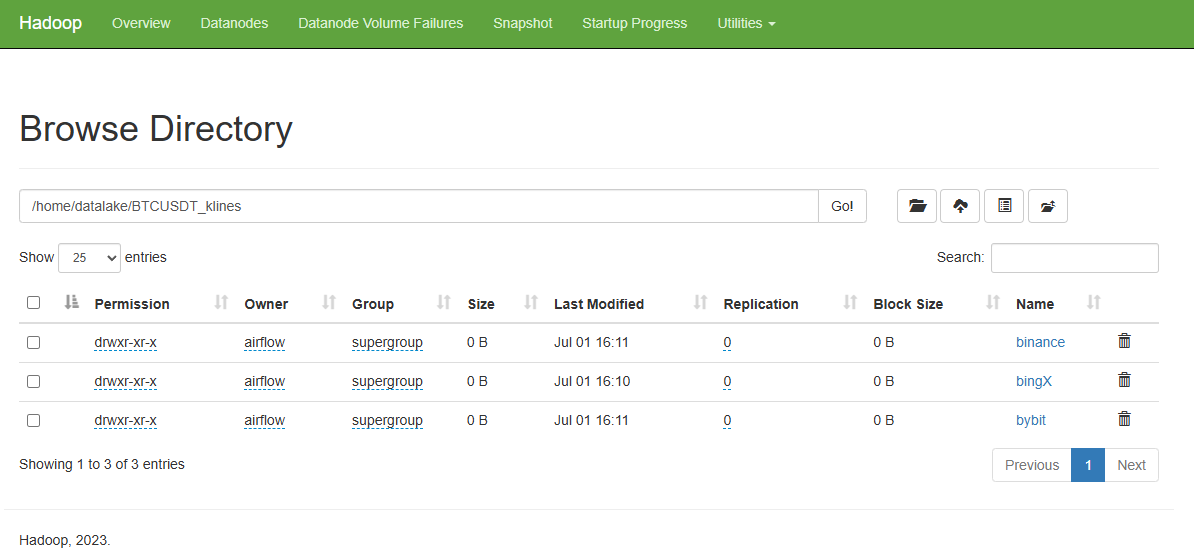 Hadoop Overview Datanodes Datanode Volume Failures Snapshot Startup Progress Utilities
Browse Directory
/home/datalake/BTCUSDT_klines Go!
Show 25 entries Search:
Permission Owner Group Size Last Modified Replication Block Size Name
drwxr-xr-x airflow supergroup 0 B Jul 01 16:11 0 0 B binance
drwxr-xr-x airflow supergroup 0 B Jul 01 16:10 0 0 B bingX
drwxr-xr-x airflow supergroup 0 B Jul 01 16:11 0 0 B bybit
Showing 1 to 3 of 3 entries Previous 1 Next
Hadoop, 2023.